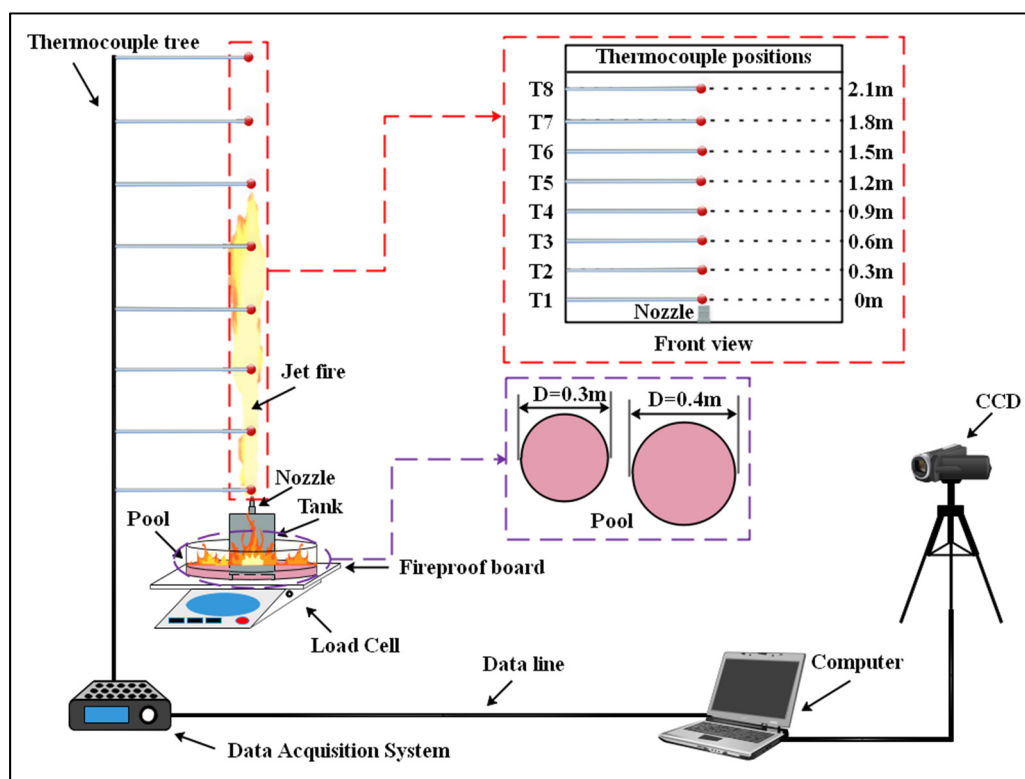 Thermocouple tree
Thermocouple positions
T8 2.1m
T7 1.8m
T6 1.5m
T5 1.2m
T4 0.9m
T3 0.6m
T2 0.3m
T1 0m
Nozzle
Front view
Jet fire
D=0.3m D=0.4m
Pool
CCD
Nozzle
Tank
Pool
Fireproof board
Load Cell
Data line
Computer
Data Acquisition System